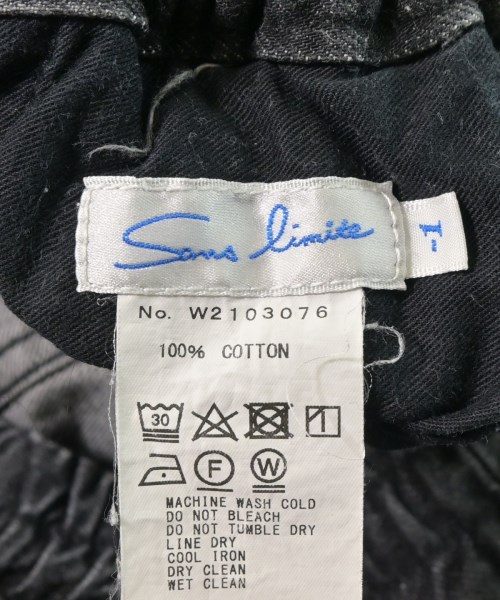 Sans limite
-1
No. W2103076
100% COTTON
30
F W
MACHINE WASH COLD
DO NOT BLEACH
DO NOT TUMBLE DRY
LINE DRY
COOL IRON
DRY CLEAN
WET CLEAN